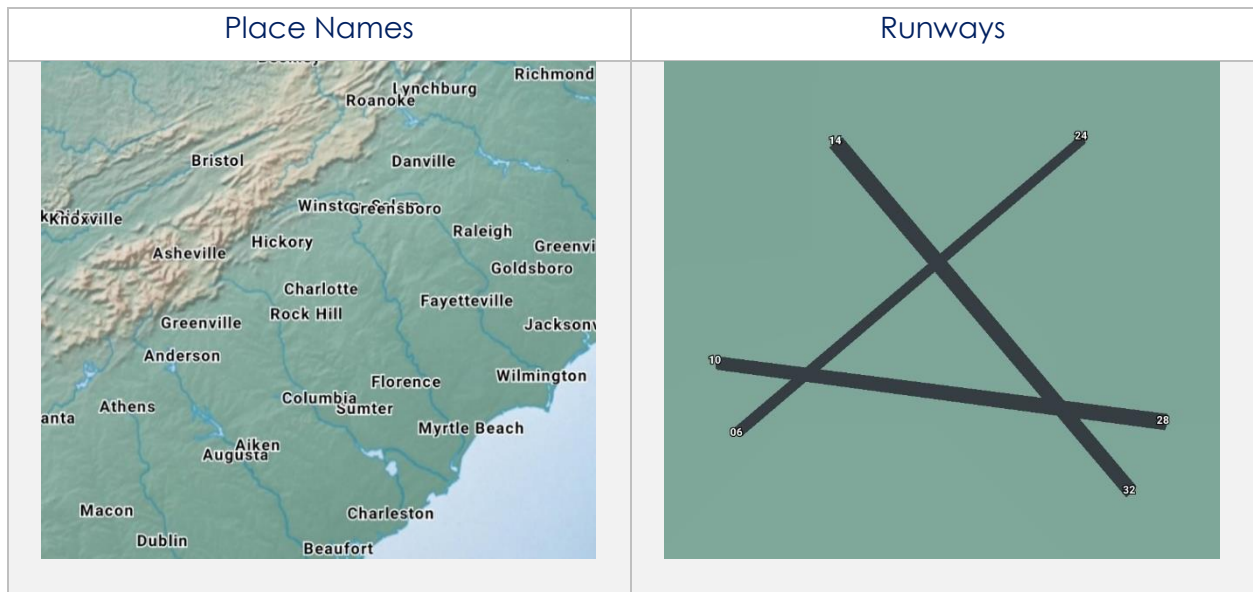 Place Names
Runways
Richmond
Lynchburg
Roanoke
Bristol
Danville
Knoxville
Greensboro
Raleigh
Hickory
Asheville
Goldsboro
Charlotte
Fayetteville
Rock Hill
Greenville
Anderson
Wilmington
Florence
Columbia
Sumter
Athens
Myrtle Beach
Aiken
Augusta
Macon
Charleston
Dublin
Beaufort
14
24
10
06
28
32